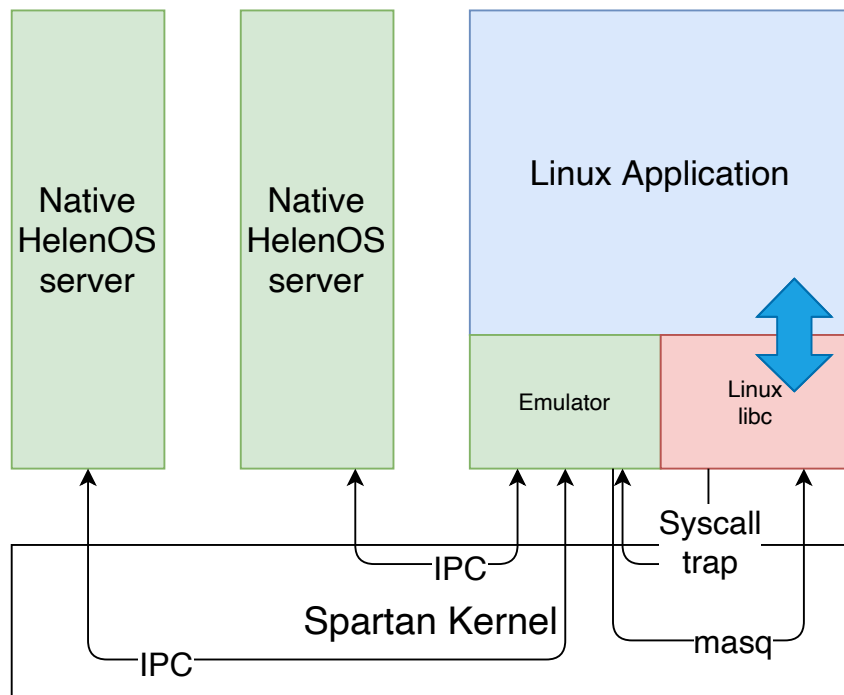 Native
HelenOS
server
Native
HelenOS
server
Linux Application
Emulator
Linux
libc
Syscall
trap
IPC
Spartan Kernel
masq
IPC